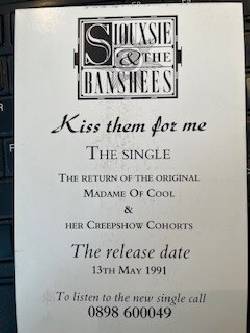 SIOUXSIE
& THE
BANSHEES
Kiss them for me
THE SINGLE
THE RETURN OF THE ORIGINAL
MADAME OF COOL
&
HER CREEPSHOW COHORTS
The release date
13TH MAY 1991
To listen to the new single call
0898 600049